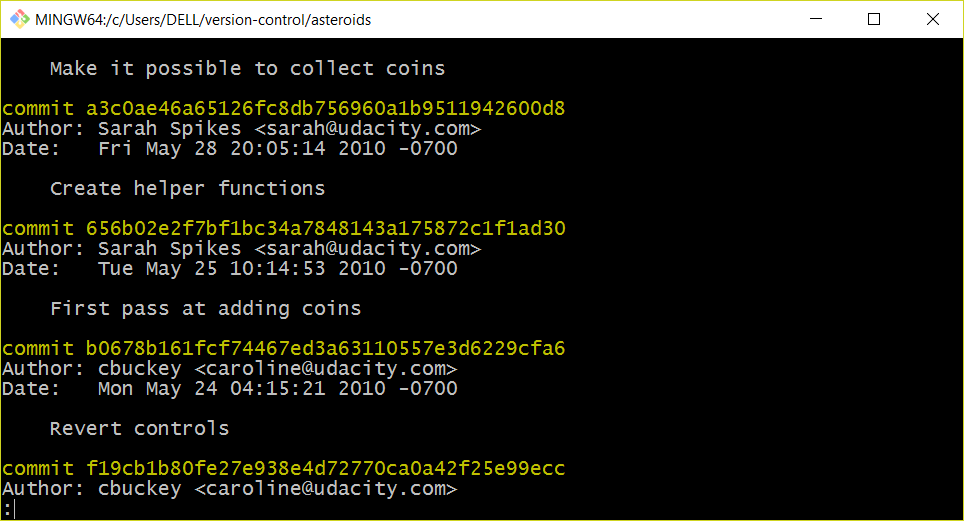 MINGW64:/c/Users/DELL/version-control/asteroids
Make it possible to collect coins
commit a3c0ae46a65126fc8db756960a1b9511942600d8
Author: Sarah Spikes <sarah@udacity.com>
Date:   Fri May 28 20:05:14 2010 -0700
Create helper functions
commit 656b02e2f7bf1bc34a7848143a175872c1f1ad30
Author: Sarah Spikes <sarah@udacity.com>
Date:   Tue May 25 10:14:53 2010 -0700
First pass at adding coins
commit b0678b161fcf74467ed3a63110557e3d6229cfa6
Author: cbuckey <caroline@udacity.com>
Date:   Mon May 24 04:15:21 2010 -0700
Revert controls
commit f19cb1b80fe27e938e4d72770ca0a42f25e99ecc
Author: cbuckey <caroline@udacity.com>
: